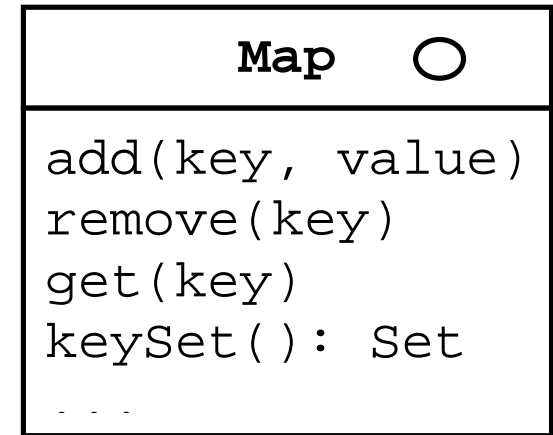 Map
add(key, value)
remove(key)
get(key)
keySet(): Set
...